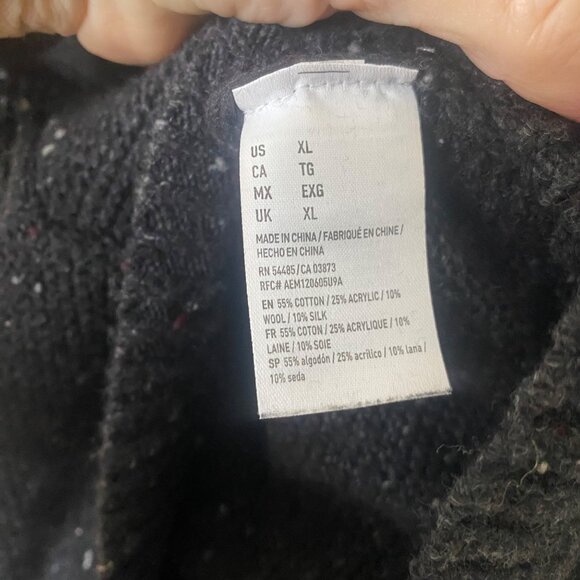 US XL
CA TG
MX EXG
UK XL
MADE IN CHINA / FABRIQUÉ EN CHINE /
HECHO EN CHINA
RN 54485 / CA 03873
RFC# AEM120605U9A
EN 55% COTTON / 25% ACRYLIC / 10%
WOOL / 10% SILK
FR 55% COTON / 25% ACRYLIQUE / 10%
LAINE / 10% SOIE
SP 55% algodón / 25% acrílico / 10% lana /
10% seda